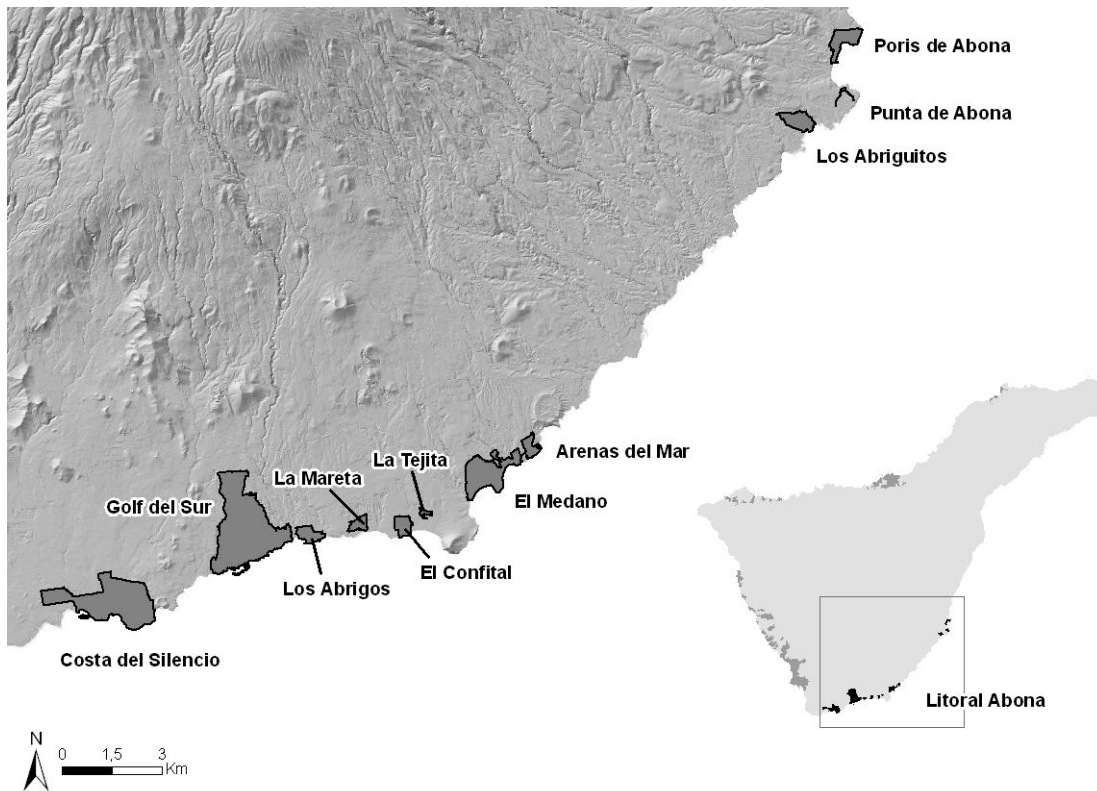 Poris de Abona
Punta de Abona
Los Abriguitos
Arenas del Mar
La Tejita
La Mareta
El Medano
Golf del Sur
El Confital
Los Abrigos
Costa del Silencio
Litoral Abona
N
0 1,5 3
Km